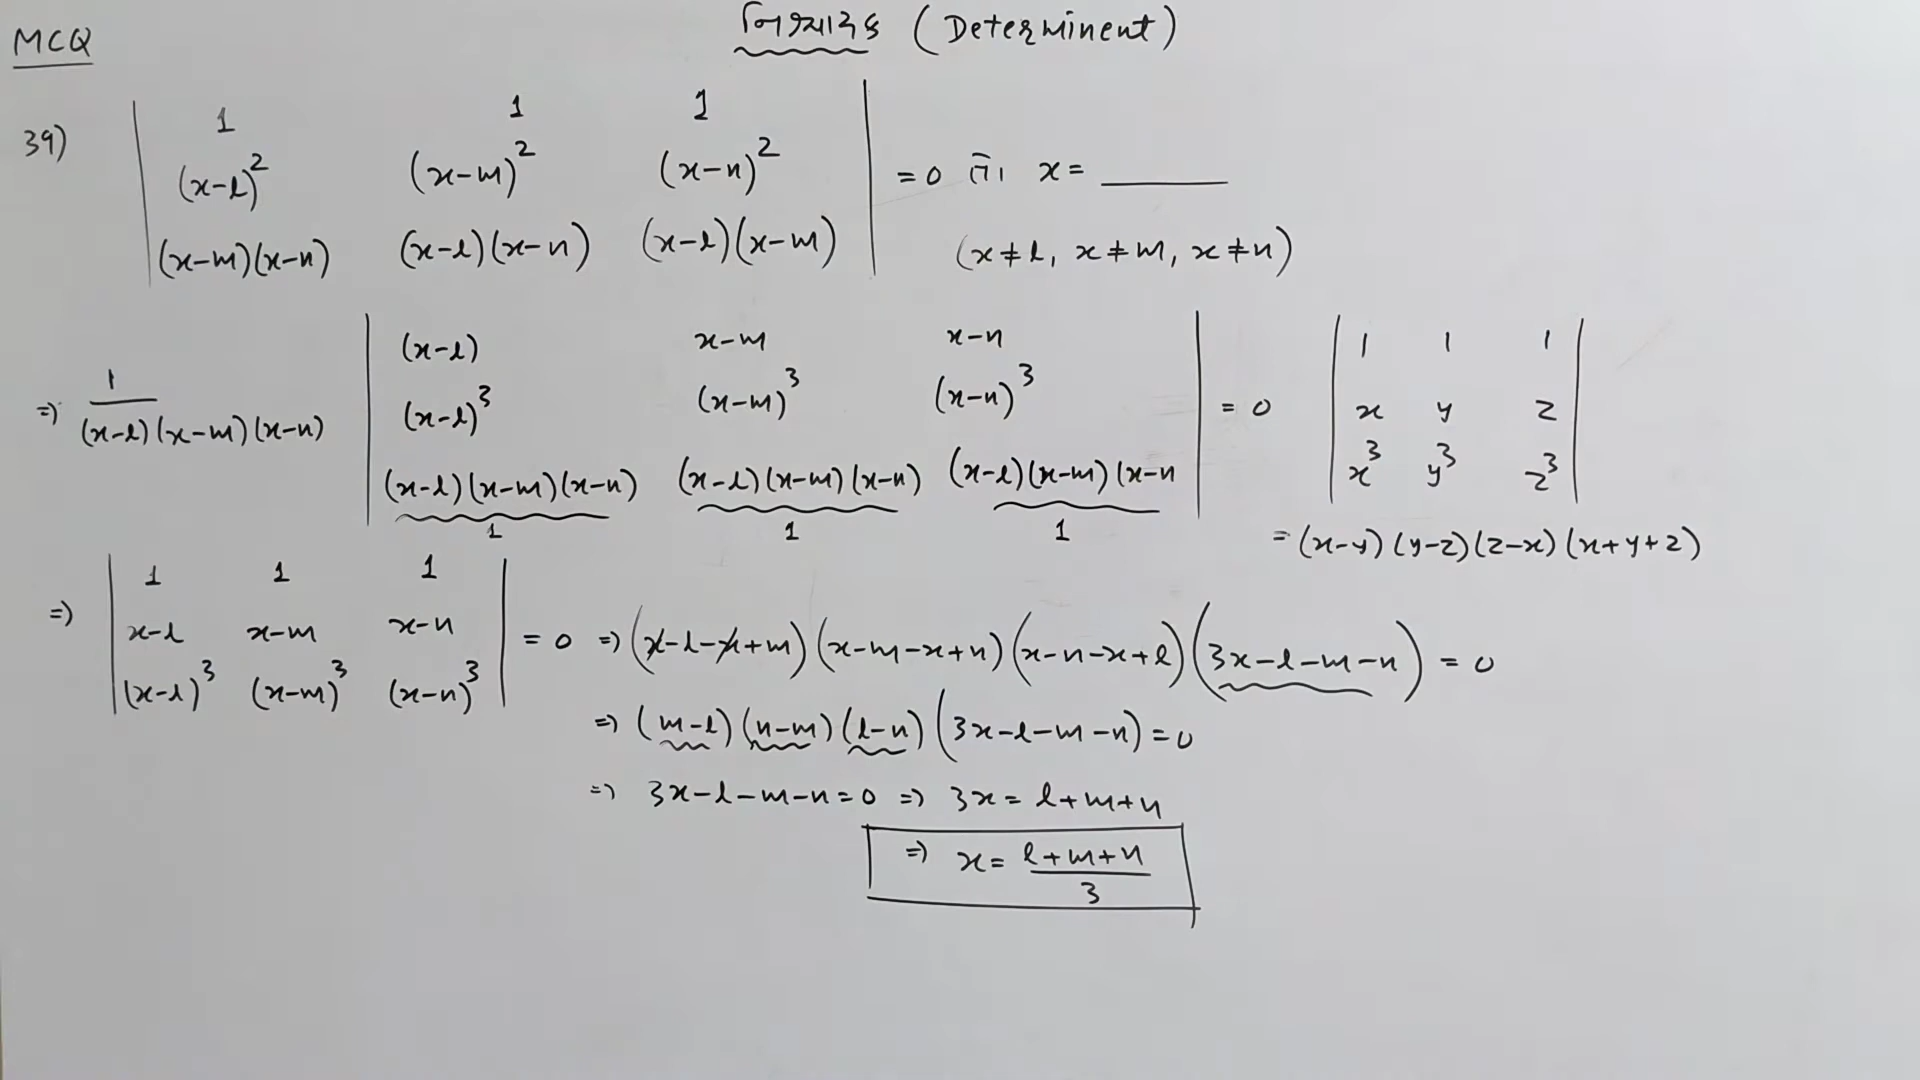 નિશ્ચાયક (Determinent)
MCQ
39) | 1 1 1 |
| (x-l)² (x-m)² (x-n)² | = 0 તો x = ______
| (x-m)(x-n) (x-l)(x-n) (x-l)(x-m) | (x≠l, x≠m, x≠n)
| (x-l) x-m x-n | | 1 1 1 |
⇒ 1/(x-l)(x-m)(x-n) | (x-l)³ (x-m)³ (x-n)³ | = 0 | x y z |
| (x-l)(x-m)(x-n) (x-l)(x-m)(x-n) (x-l)(x-m)(x-n | | x³ y³ z³ |
1 1 1
= (x-y)(y-z)(z-x)(x+y+z)
| 1 1 1 |
⇒ | x-l x-m x-n | = 0 ⇒ (x-l-x+m)(x-m-x+n)(x-n-x+l)(3x-l-m-n) = 0
| (x-l)³ (x-m)³ (x-n)³ |
⇒ (m-l)(n-m)(l-n)(3x-l-m-n) = 0
⇒ 3x-l-m-n=0 ⇒ 3x = l+m+n
⇒ x = l+m+n/3